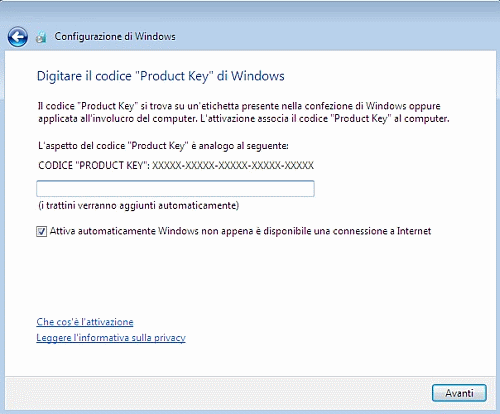 Configurazione di Windows
Digitare il codice "Product Key" di Windows
Il codice "Product Key" si trova su un'etichetta presente nella confezione di Windows oppure
applicata all'involucro del computer. L'attivazione associa il codice "Product Key" al computer.
L'aspetto del codice "Product Key" è analogo al seguente:
CODICE "PRODUCT KEY": XXXXX-XXXXX-XXXXX-XXXXX-XXXXX
(i trattini verranno aggiunti automaticamente)
Attiva automaticamente Windows non appena è disponibile una connessione a Internet
Che cos'è l'attivazione
Leggere l'informativa sulla privacy
Avanti